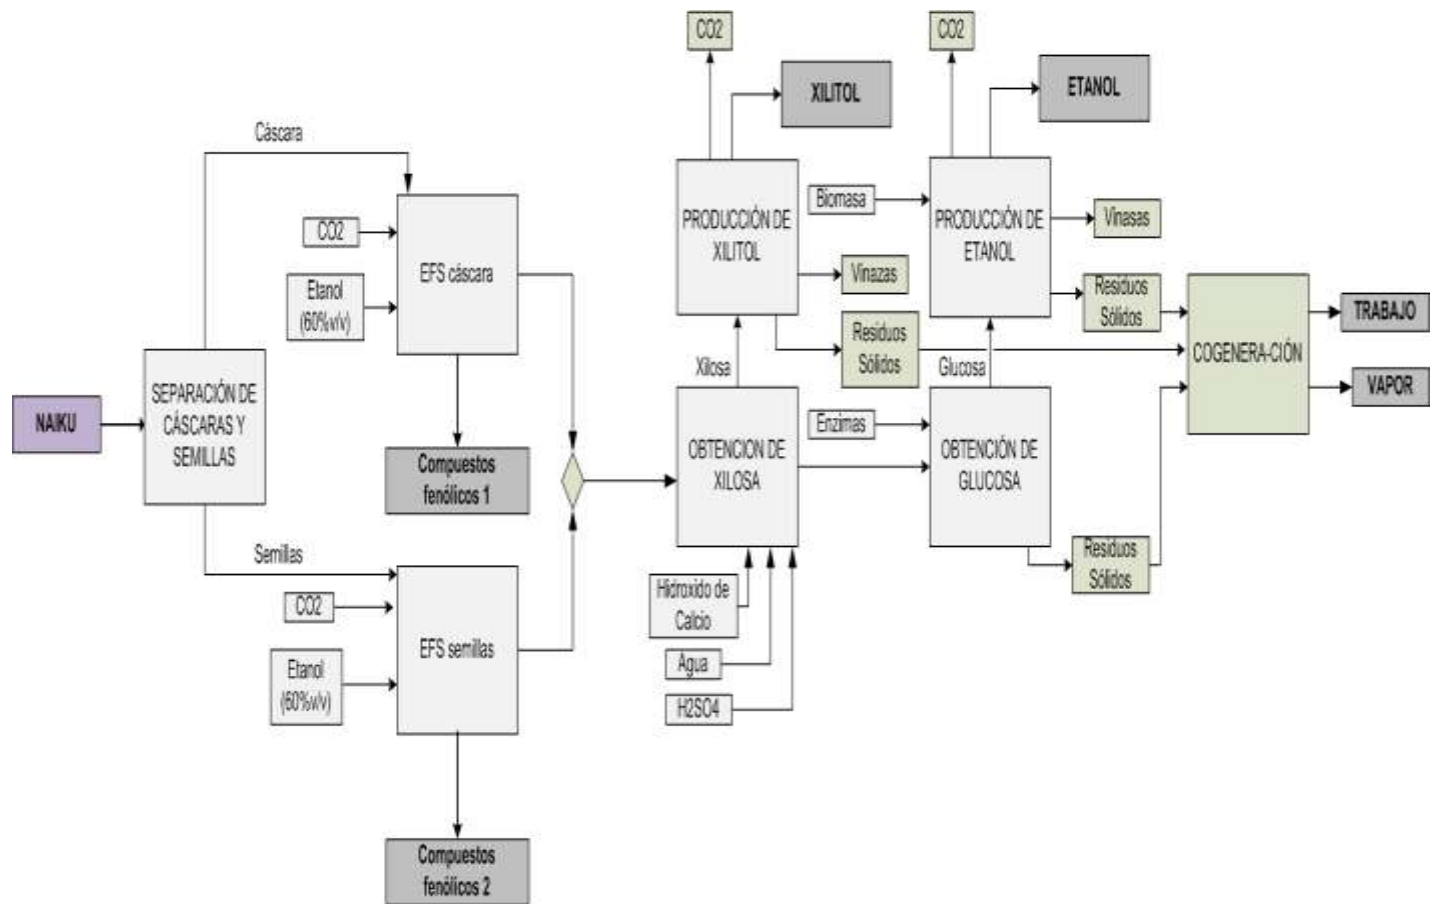 CO2
CO2
XILITOL
ETANOL
Cáscara
CO2
Etanol
(60%v/v)
EFS cáscara
PRODUCCIÓN DE
XILITOL
Biomasa
PRODUCCIÓN DE
ETANOL
Vinasas
Vinazas
Residuos
Sólidos
Residuos
Sólidos
COGENERA-CIÓN
TRABAJO
VAPOR
Xilosa
Glucosa
NAIKU
SEPARACIÓN DE
CÁSCARAS Y
SEMILLAS
Enzimas
OBTENCION DE
XILOSA
OBTENCIÓN DE
GLUCOSA
Compuestos
fenólicos 1
Semillas
Residuos
Sólidos
CO2
Etanol
(60%v/v)
EFS semillas
Hidroxido de
Calcio
Agua
H2SO4
Compuestos
fenólicos 2